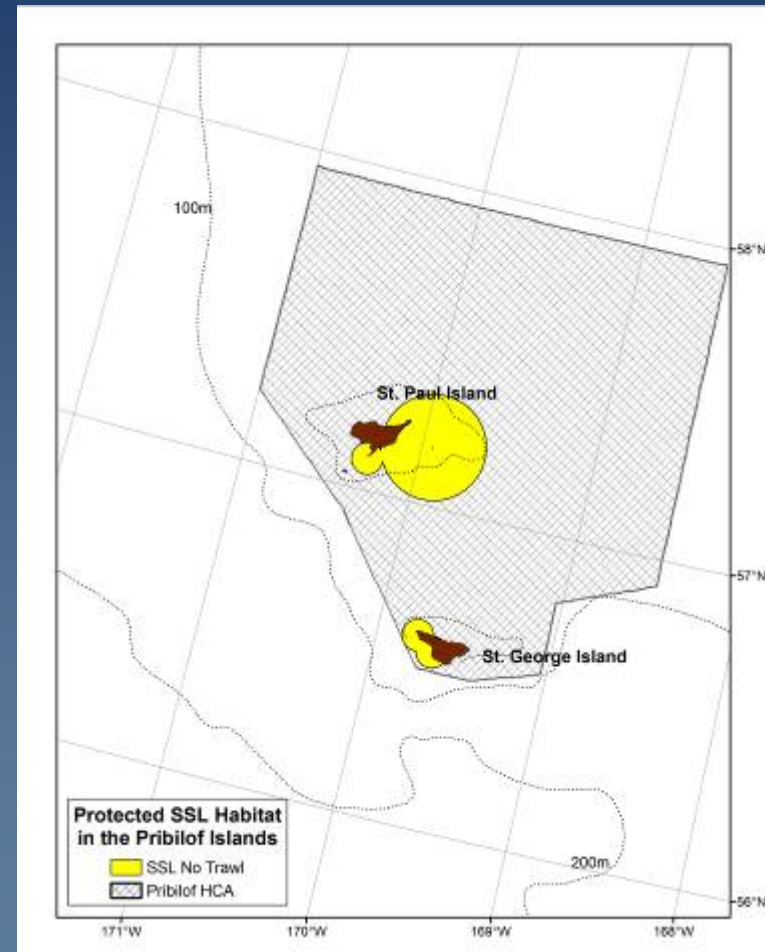 100m
58°N
St. Paul Island
57°N
St. George Island
Protected SSL Habitat
in the Pribilof Islands
SSL No Trawl
Pribilof HCA
200m
56°N
171°W
170°W
169°W
168°W